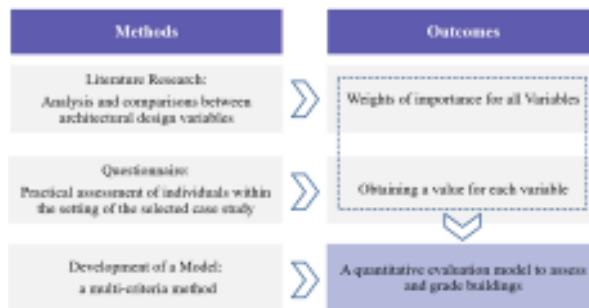 Methods
Outcomes
Literature Research:
Analysis and comparisons between
architectural design variables
Weights of importance for all Variables
Questionnaire:
Practical assessment of individuals within
the setting of the selected case study
Obtaining a value for each variable
Development of a Model:
a multi-criteria method
A quantitative evaluation model to assess
and grade buildings